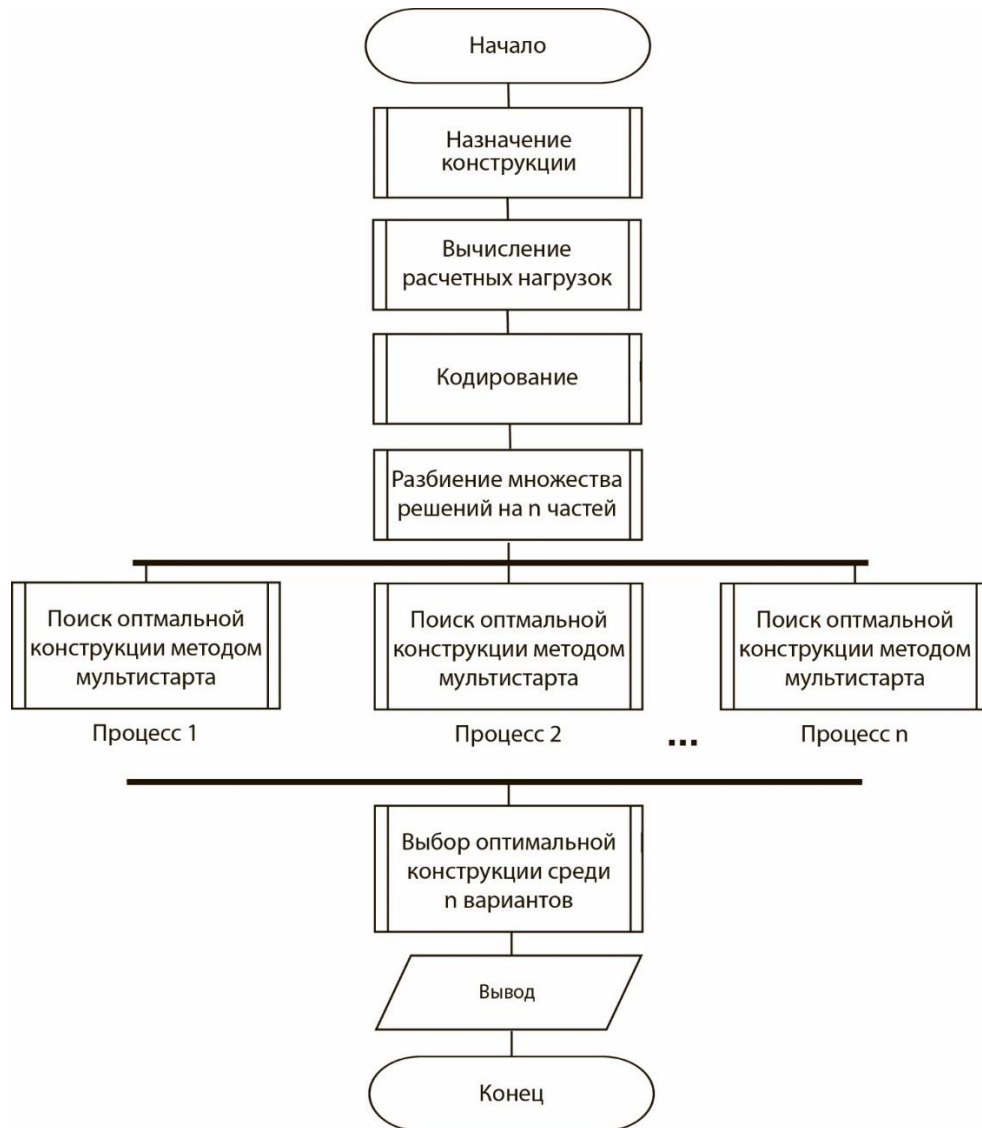 Начало
Назначение
конструкции
Вычисление
расчетных нагрузок
Кодирование
Разбиение множества
решений на n частей
Поиск оптмальной
конструкции методом
мультистарта
Процесс 1
Поиск оптмальной
конструкции методом
мультистарта
Процесс 2
...
Поиск оптмальной
конструкции методом
мультистарта
Процесс n
Выбор оптимальной
конструкции среди
n вариантов
Вывод
Конец